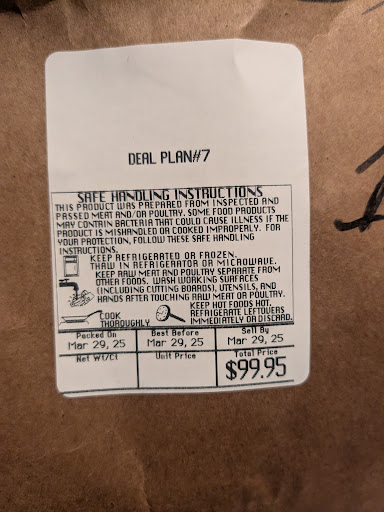 DEAL PLAN#7
SAFE HANDLING INSTRUCTIONS
THIS PRODUCT WAS PREPARED FROM INSPECTED AND
PASSED MEAT AND/OR POULTRY. SOME FOOD PRODUCTS
MAY CONTAIN BACTERIA THAT COULD CAUSE ILLNESS IF THE
PRODUCT IS MISHANDLED OR COOKED IMPROPERLY. FOR
YOUR PROTECTION, FOLLOW THESE SAFE HANDLING
INSTRUCTIONS.
KEEP REFRIGERATED OR FROZEN.
THAW IN REFRIGERATOR OR MICROWAVE.
KEEP RAW MEAT AND POULTRY SEPARATE FROM
OTHER FOODS. WASH WORKING SURFACES
(INCLUDING CUTTING BOARDS), UTENSILS, AND
HANDS AFTER TOUCHING RAW MEAT OR POULTRY.
COOK
THOROUGHLY
KEEP HOT FOODS HOT.
REFRIGERATE LEFTOVERS
IMMEDIATELY OR DISCARD.
Packed On Best Before Sell By
Mar 29, 25 Mar 29, 25 Mar 29, 25
Net Wt/Ct Unit Price Total Price
$99.95